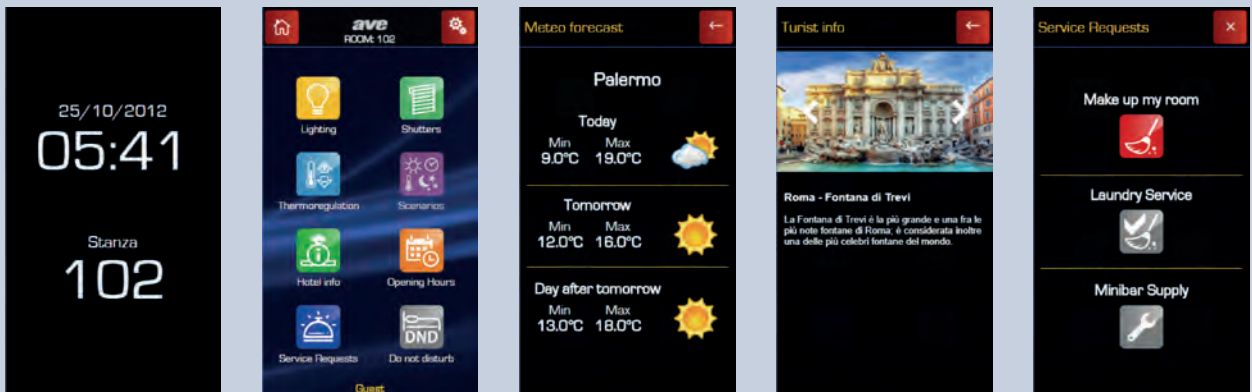 25/10/2012
05:41
Stanza
102
ave
ROOM: 102
Lighting
Shutters
Thermoregulation
Scenarios
Hotel info
Opening Hours
Service Requests
DND
Do not disturb
Guest
Meteo forecast
Palermo
Today
Min Max
9.0°C 19.0°C
Tomorrow
Min Max
12.0°C 16.0°C
Day after tomorrow
Min Max
13.0°C 18.0°C
Turist info
Roma - Fontana di Trevi
La Fontana di Trevi è la più grande e una fra le
più note fontane di Roma; è considerata inoltre
una delle più celebri fontane del mondo.
Service Requests
Make up my room
Laundry Service
Minibar Supply